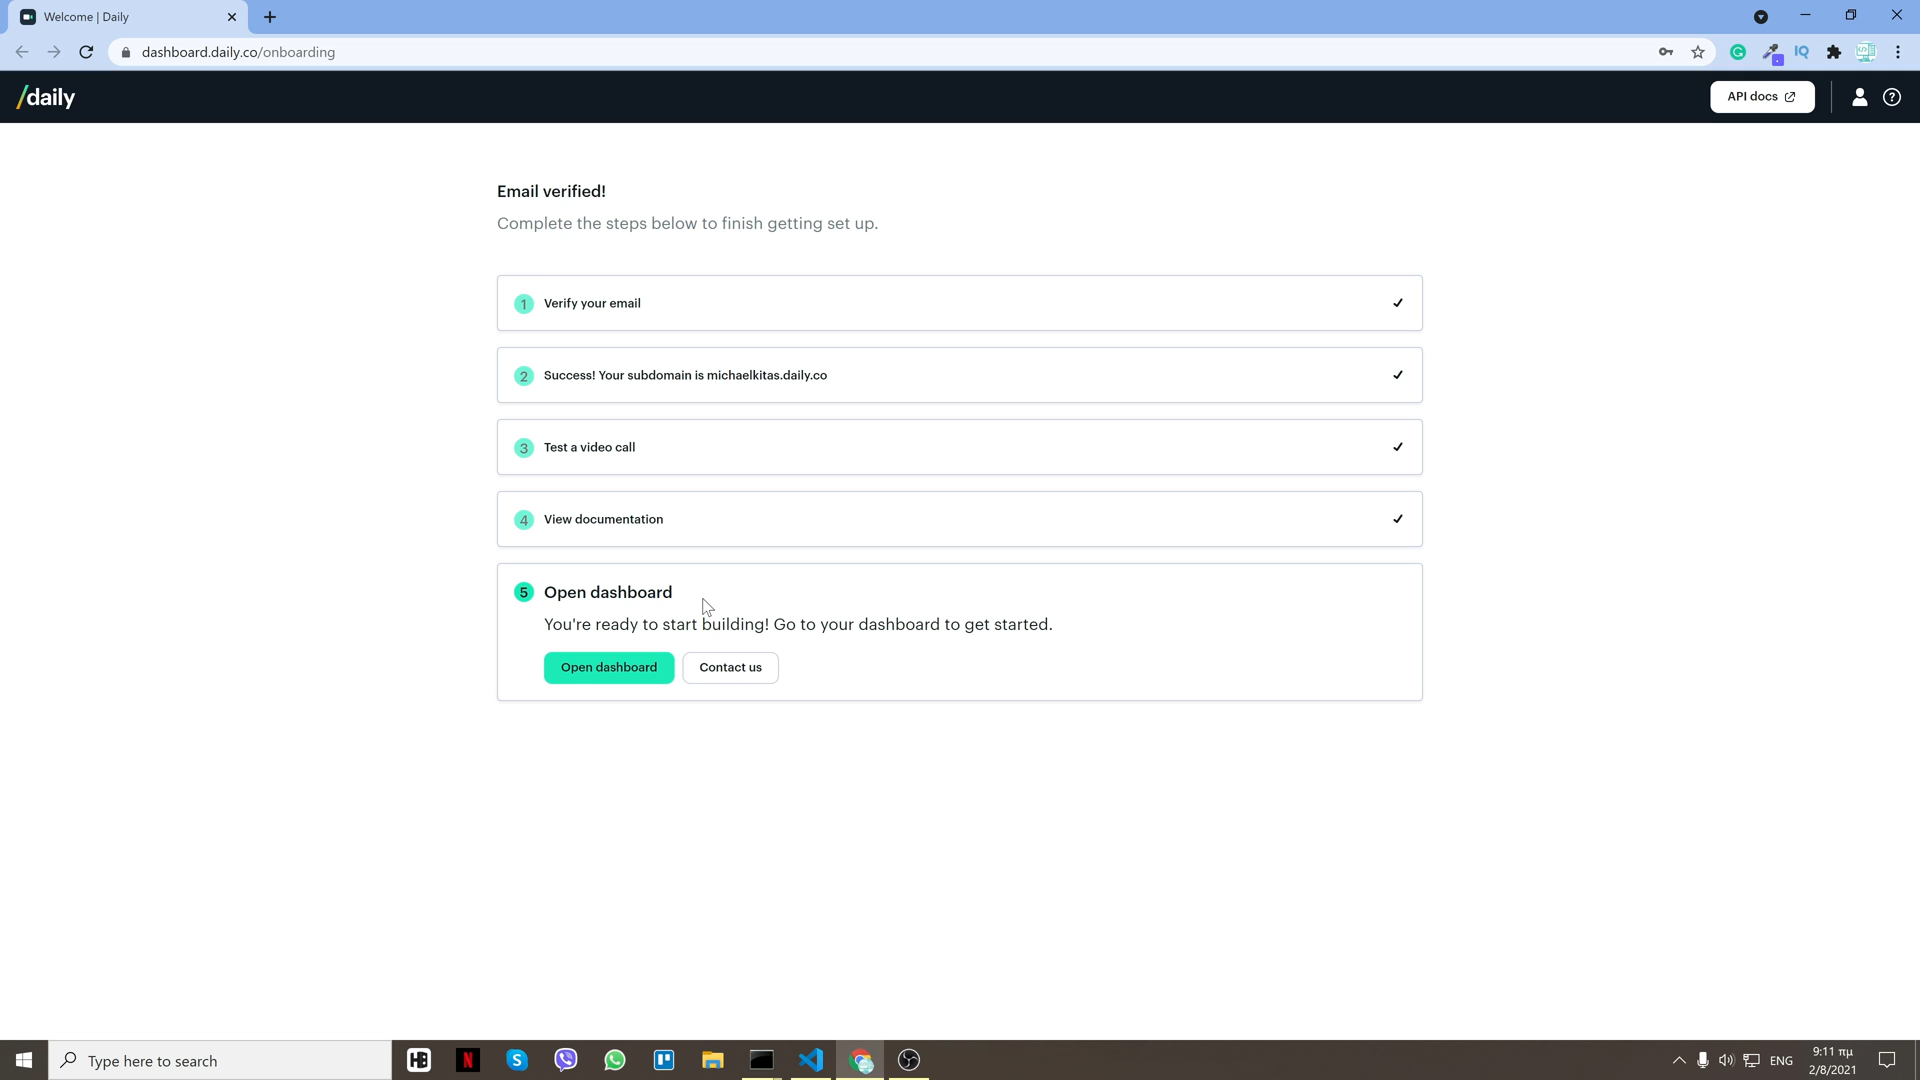 Welcome | Daily
dashboard.daily.co/onboarding
IQ
/daily
API docs
Email verified!
Complete the steps below to finish getting set up.
1 Verify your email
2 Success! Your subdomain is michaelkitas.daily.co
3 Test a video call
4 View documentation
5 Open dashboard
You're ready to start building! Go to your dashboard to get started.
Open dashboard Contact us
Type here to search
ENG
9:11 πμ
2/8/2021